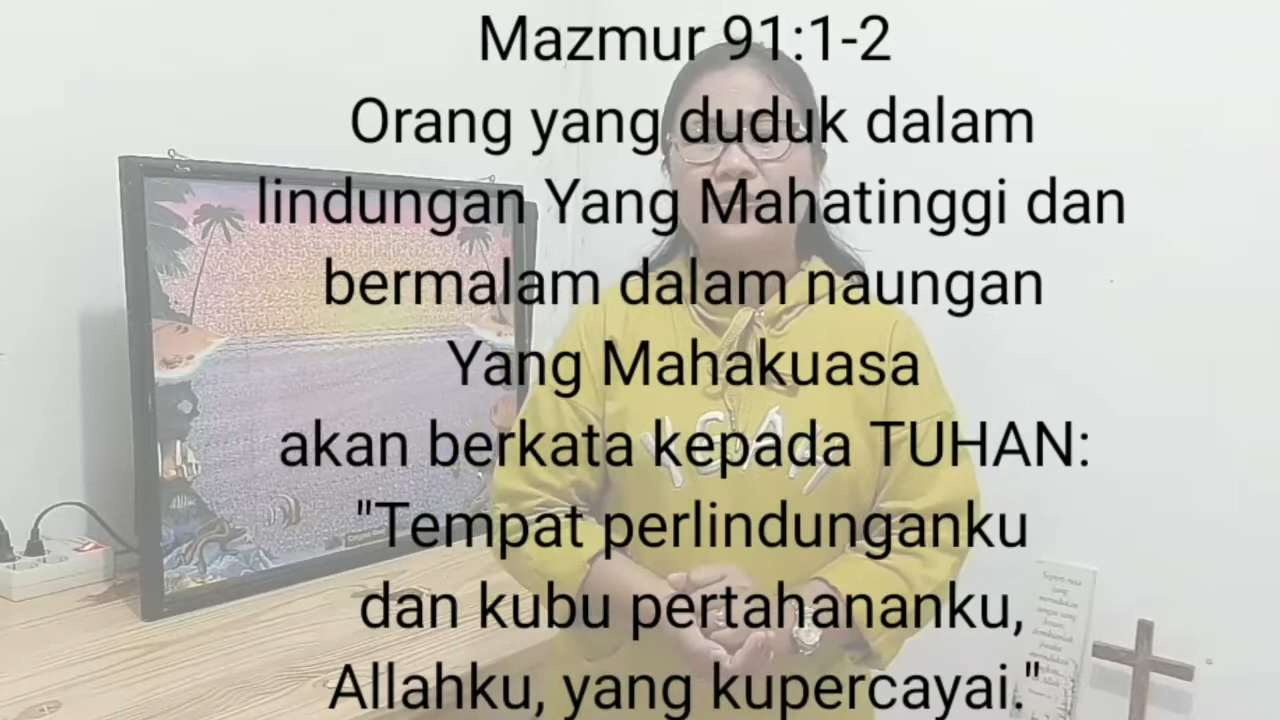 Mazmur 91:1-2
Orang yang duduk dalam
lindungan Yang Mahatinggi dan
bermalam dalam naungan
Yang Mahakuasa
akan berkata kepada TUHAN:
"Tempat perlindunganku
dan kubu pertahananku,
Allahku, yang kupercayai."